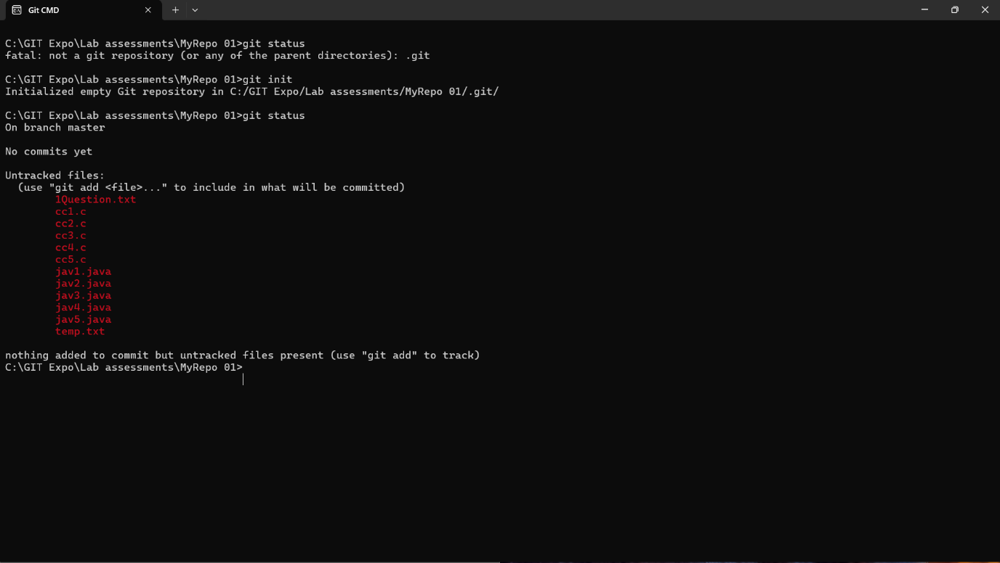 Git CMD
C:\GIT Expo\Lab assessments\MyRepo 01>git status
fatal: not a git repository (or any of the parent directories): .git
C:\GIT Expo\Lab assessments\MyRepo 01>git init
Initialized empty Git repository in C:/GIT Expo/Lab assessments/MyRepo 01/.git/
C:\GIT Expo\Lab assessments\MyRepo 01>git status
On branch master
No commits yet
Untracked files:
  (use "git add <file>..." to include in what will be committed)
        1Question.txt
        cc1.c
        cc2.c
        cc3.c
        cc4.c
        cc5.c
        jav1.java
        jav2.java
        jav3.java
        jav4.java
        jav5.java
        temp.txt
nothing added to commit but untracked files present (use "git add" to track)
C:\GIT Expo\Lab assessments\MyRepo 01>